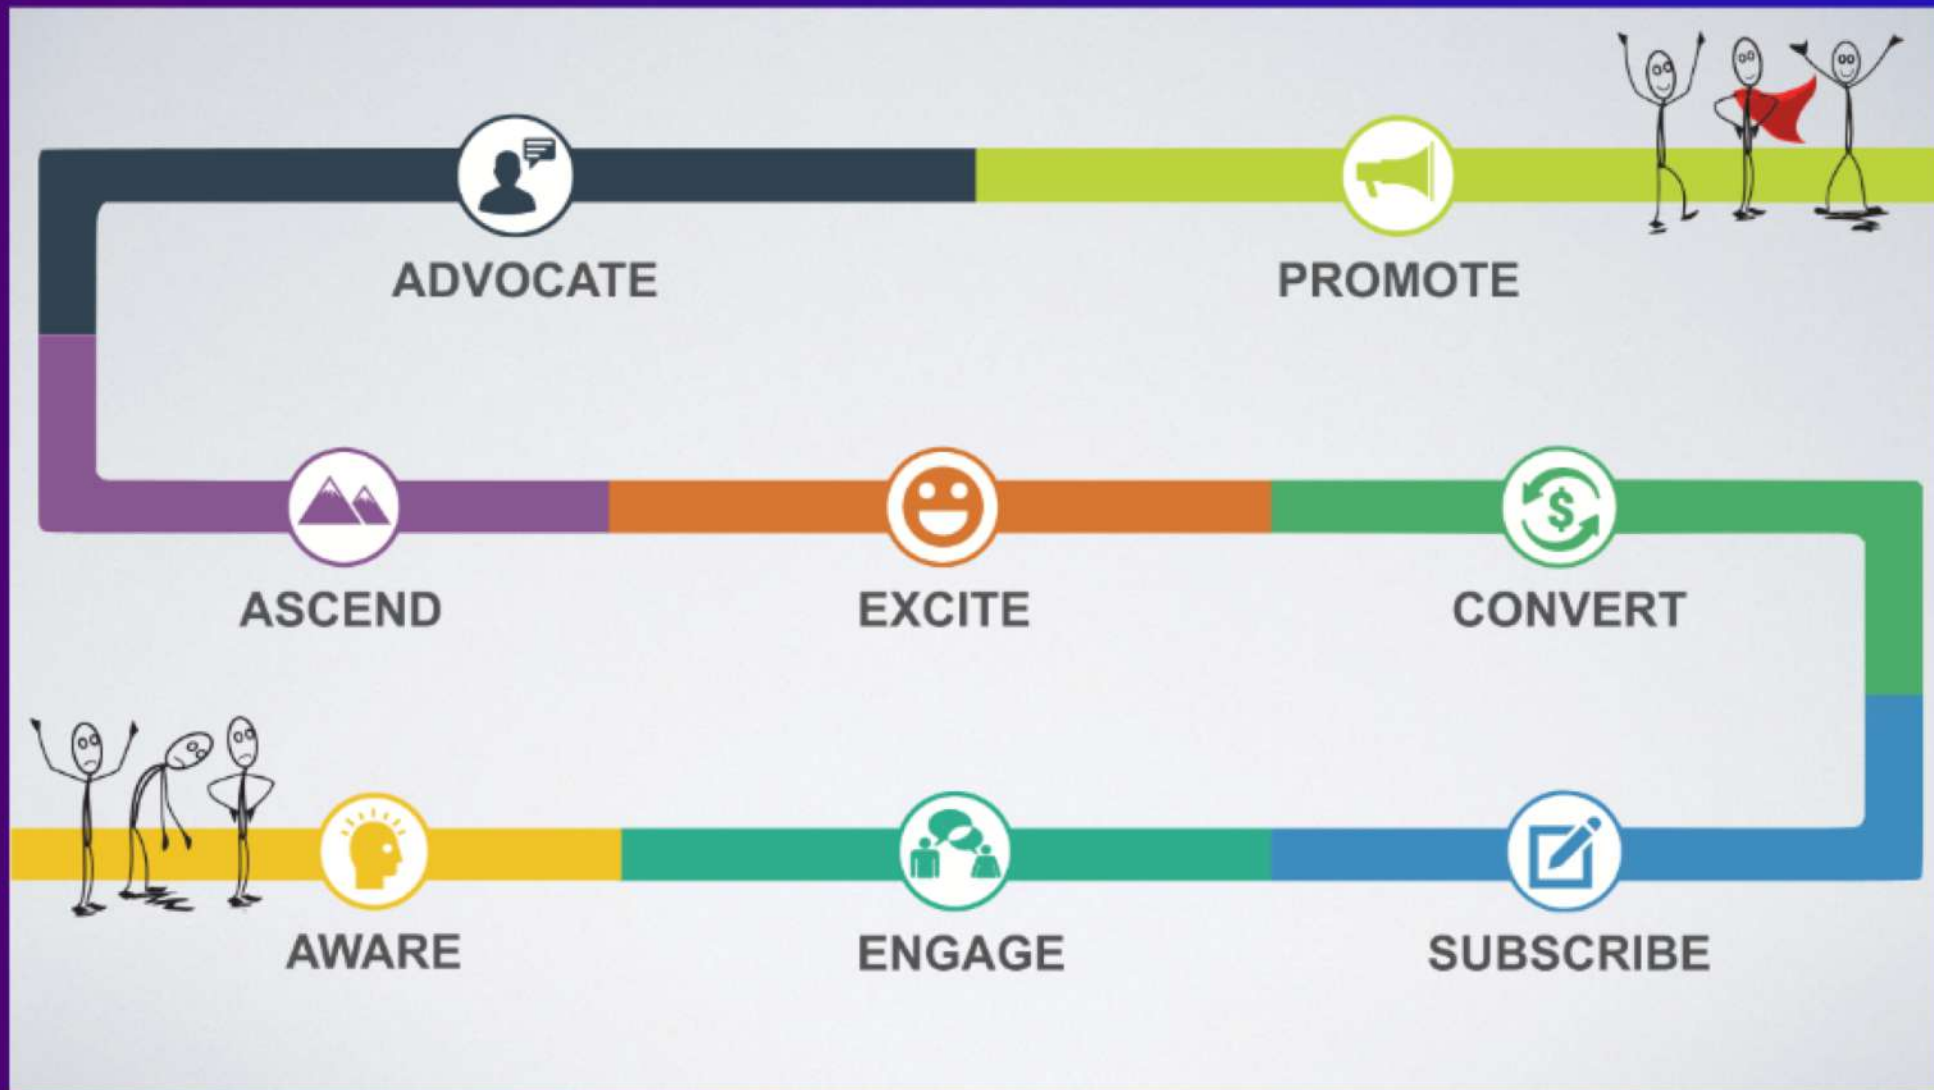 ADVOCATE
PROMOTE
ASCEND
EXCITE
CONVERT
AWARE
ENGAGE
SUBSCRIBE